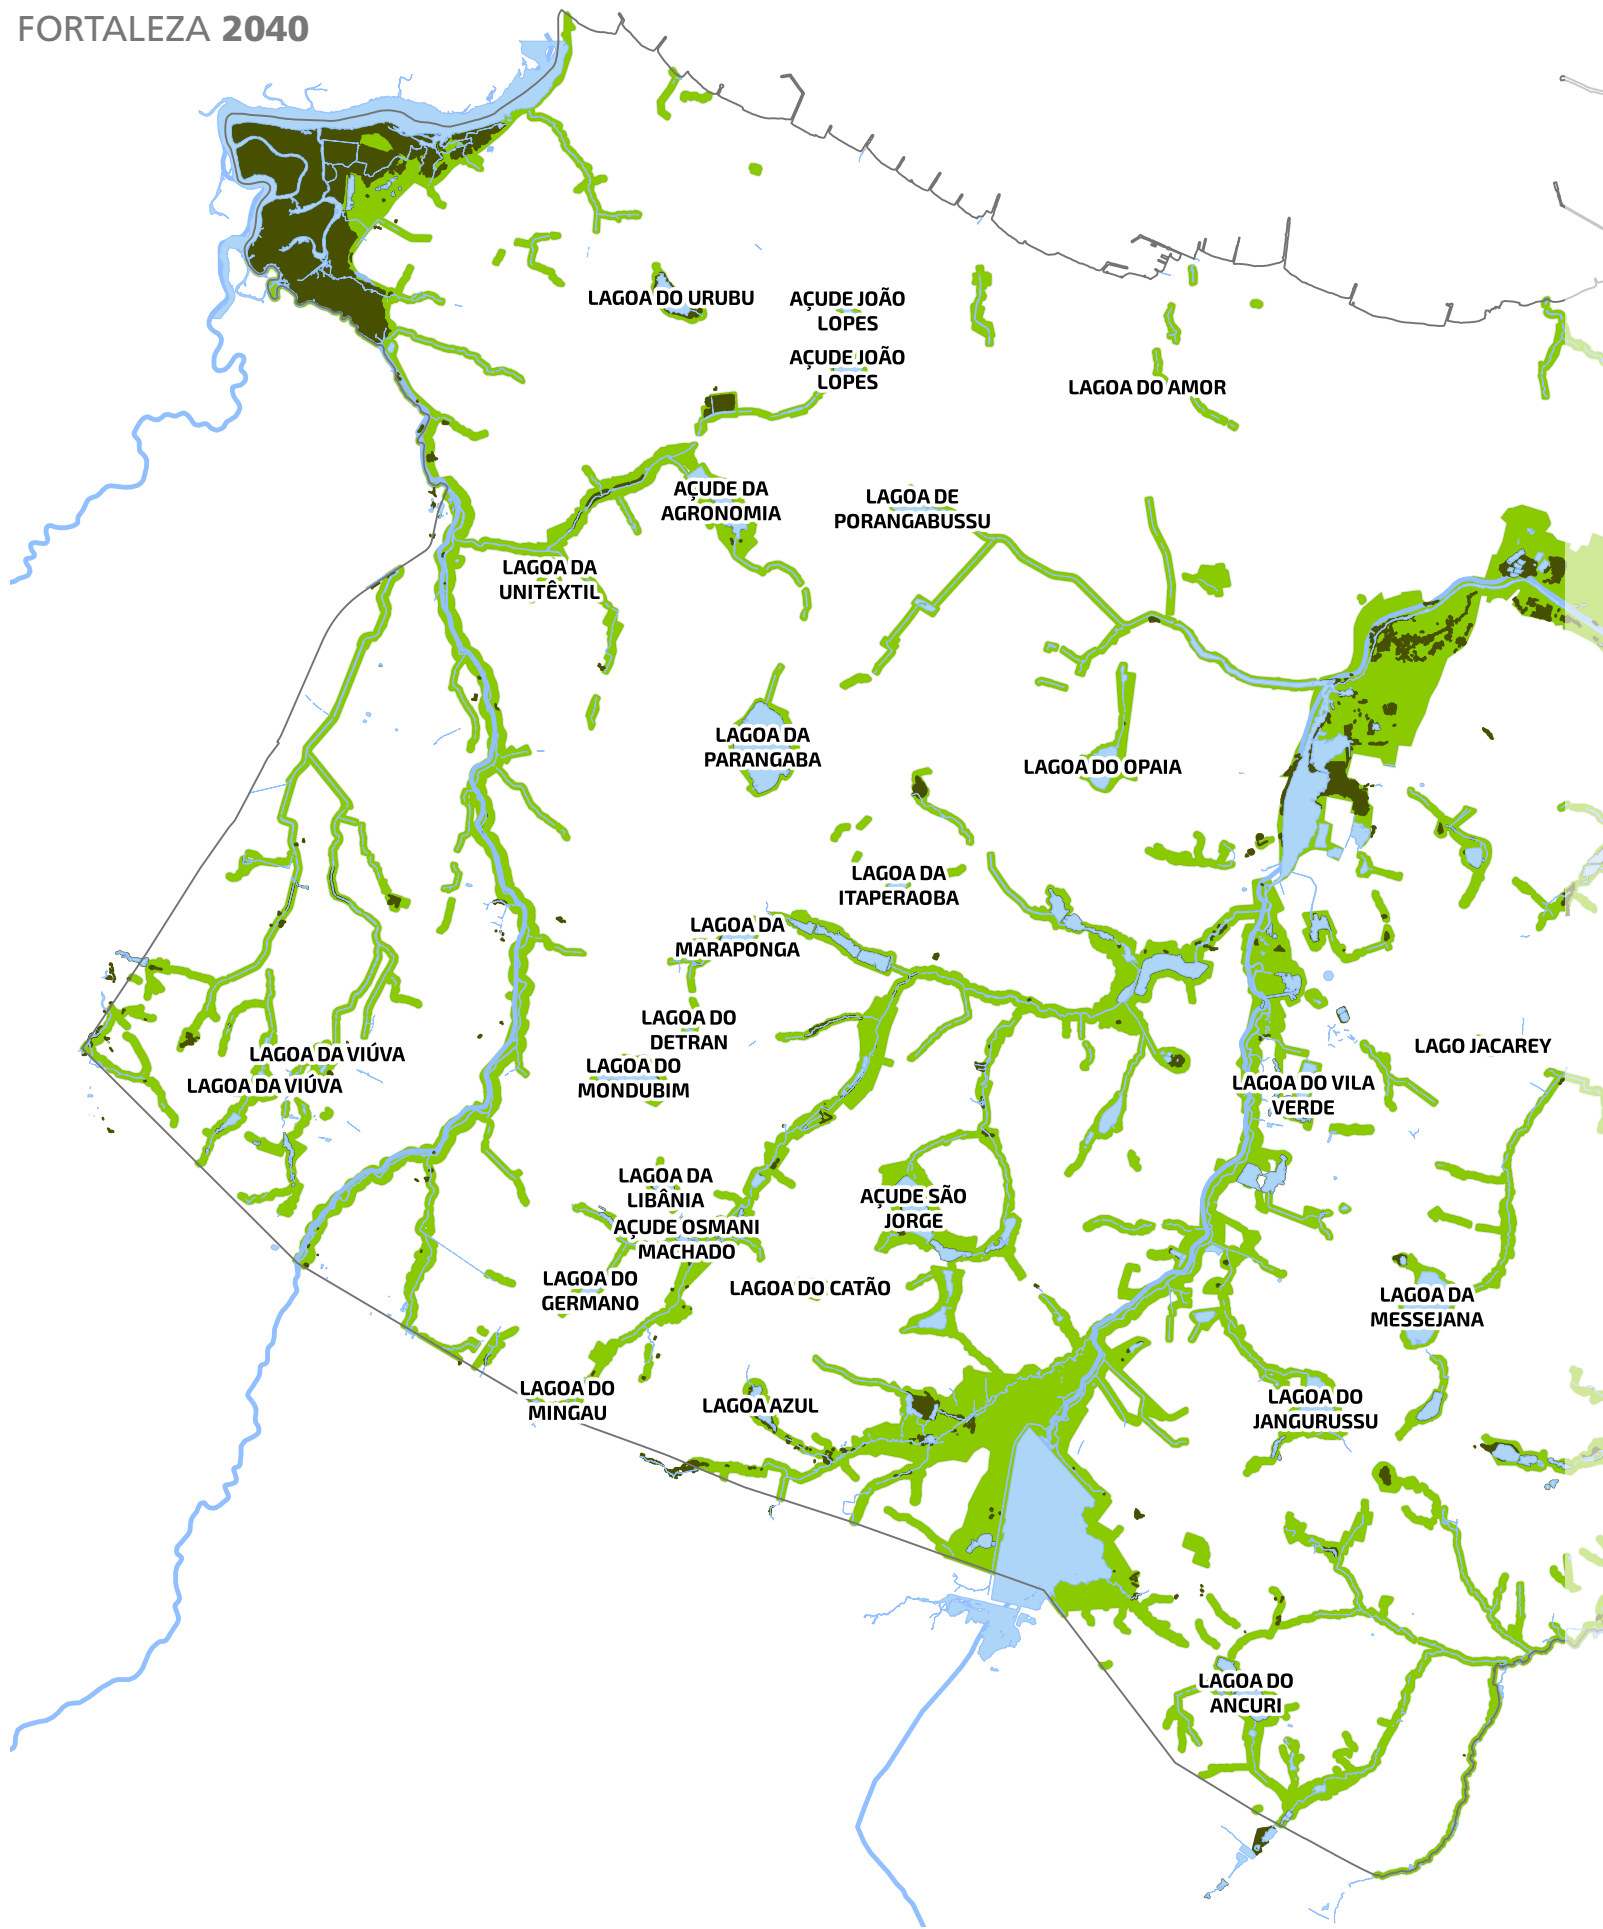 FORTALEZA 2040
LAGOA DO URUBU
AÇUDE JOÃO
LOPES
AÇUDE JOÃO
LOPES
LAGOA DO AMOR
AÇUDE DA
AGRONOMIA
LAGOA DE
PORANGABUSSU
LAGOA DA
UNITÊXTIL
LAGOA DA
PARANGABA
LAGOA DO OPAIA
LAGOA DA
ITAPERAOBA
LAGOA DA
MARAPONGA
LAGOA DO
DETRAN
LAGOA DA VIÚVA
LAGOA DA VIÚVA
LAGOA DO
MONDUBIM
LAGO JACAREY
LAGOA DO VILA
VERDE
LAGOA DA
LIBÂNIA
AÇUDE SÃO
JORGE
AÇUDE OSMANI
MACHADO
LAGOA DO
GERMANO
LAGOA DO CATÃO
LAGOA DA
MESSEJANA
LAGOA DO
MINGAU
LAGOA AZUL
LAGOA DO
JANGURUSSU
LAGOA DO
ANCURI